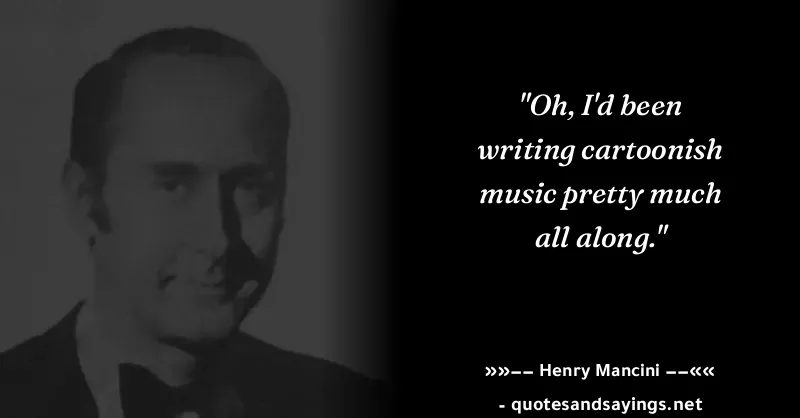 "Oh, I'd been
writing cartoonish
music pretty much
all along."
»»−− Henry Mancini −−««
- quotesandsayings.net